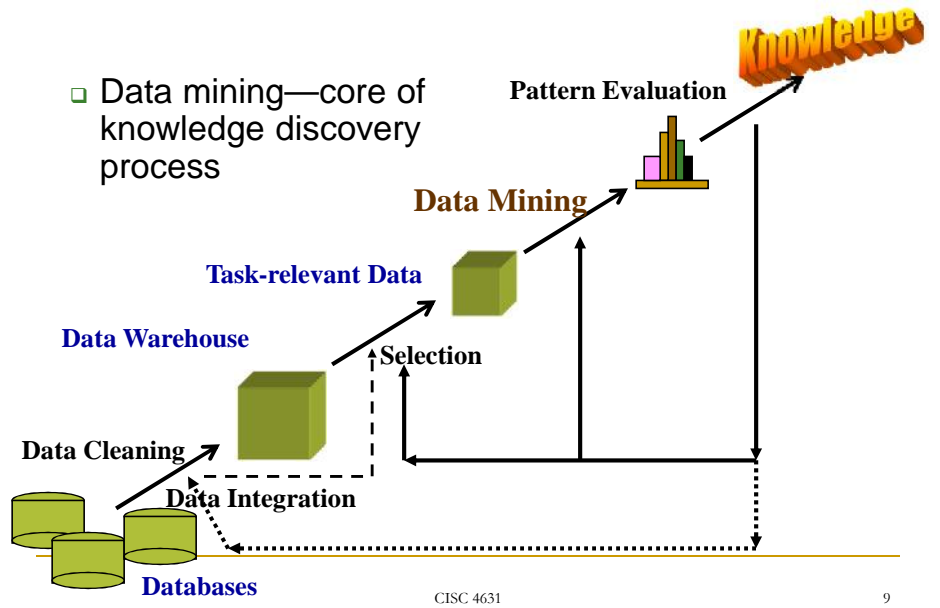 Knowledge
❑ Data mining—core of
knowledge discovery
process
Pattern Evaluation
Data Mining
Task-relevant Data
Data Warehouse
Selection
Data Cleaning
Data Integration
Databases
CISC 4631
9